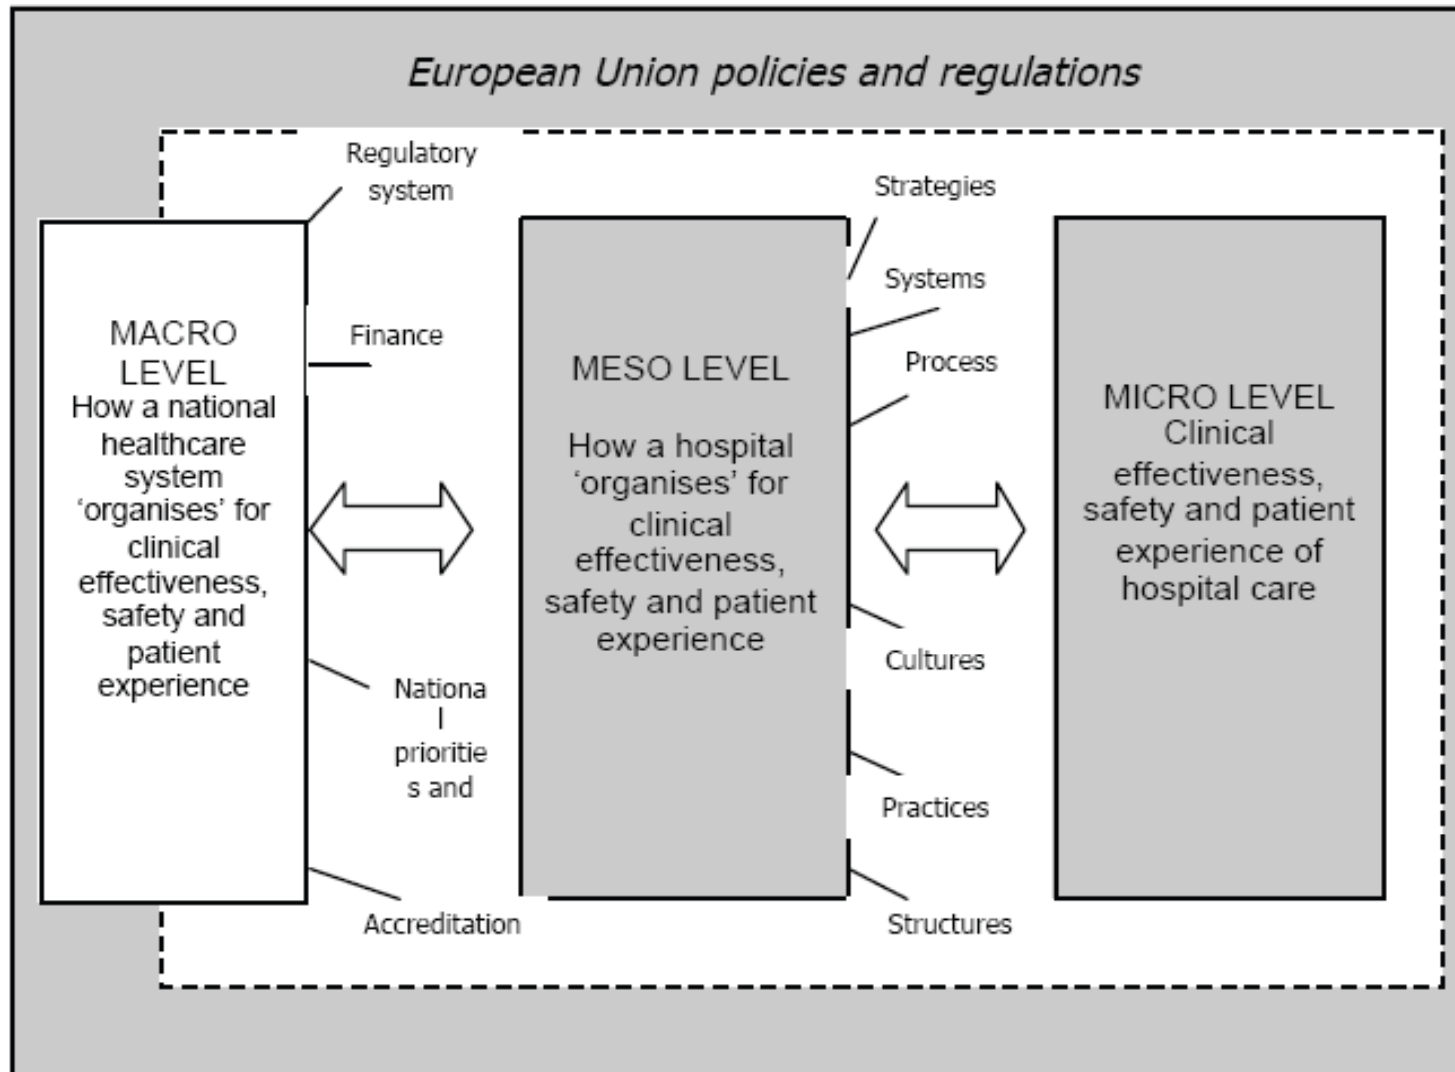 European Union policies and regulations
Regulatory
system
Finance
Nationa
l
prioritie
s and
Accreditation
MACRO
LEVEL
How a national
healthcare
system
‘organises’ for
clinical
effectiveness,
safety and
patient
experience
MESO LEVEL
How a hospital
‘organises’ for
clinical
effectiveness,
safety and patient
experience
Strategies
Systems
Process
Cultures
Practices
Structures
MICRO LEVEL
Clinical
effectiveness,
safety and patient
experience of
hospital care